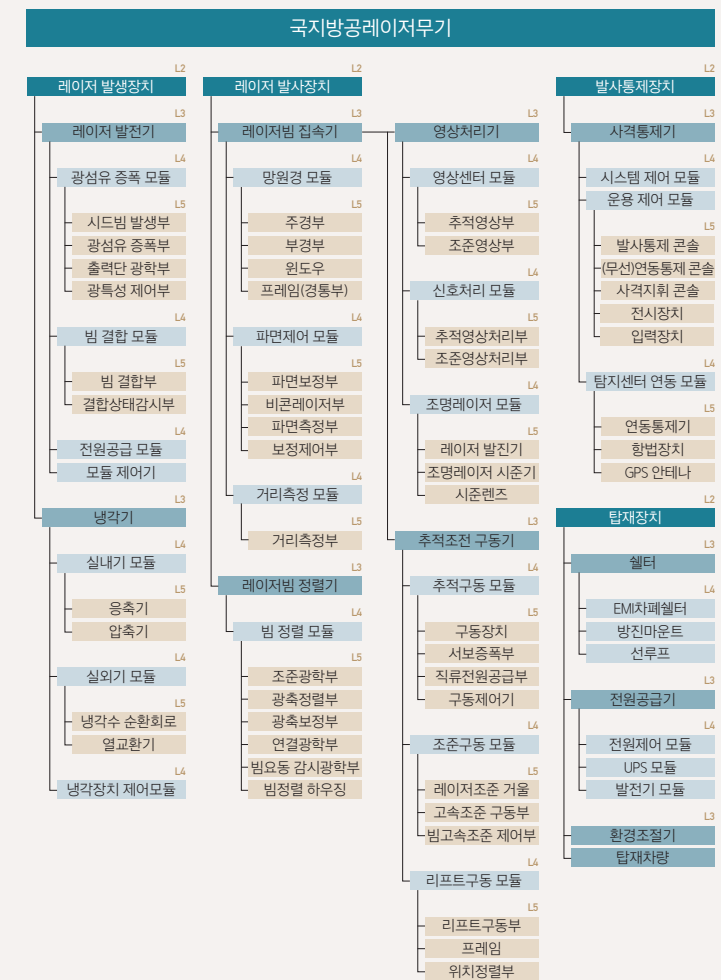 국지방공레이저무기
L2
레이저 발생장치
L3
레이저 발전기
L4
광섬유 증폭 모듈
L5
시드빔 발생부
광섬유 증폭부
출력단 광학부
광특성 제어부
L4
빔 결합 모듈
L5
빔 결합부
결합상태감시부
L4
전원공급 모듈
모듈 제어기
L3
냉각기
L4
실내기 모듈
L5
응축기
압축기
L4
실외기 모듈
L5
냉각수 순환회로
열교환기
L4
냉각장치 제어모듈
L2
레이저 발사장치
L3
레이저빔 집속기
L4
망원경 모듈
L5
주경부
부경부
윈도우
프레임(경통부)
L4
파면제어 모듈
L5
파면보정부
비콘레이저부
파면측정부
보정제어부
L4
거리측정 모듈
L5
거리측정부
L3
레이저빔 정렬기
L4
빔 정렬 모듈
L5
조준광학부
광축정렬부
광축보정부
연결광학부
빔요동 감시광학부
빔정렬 하우징
L3
영상처리기
L4
영상센터 모듈
L5
추적영상부
조준영상부
L4
신호처리 모듈
L5
추적영상처리부
조준영상처리부
L4
조명레이저 모듈
L5
레이저 발진기
조명레이저 시준기
시준렌즈
L3
추적조전 구동기
L4
추적구동 모듈
L5
구동장치
서보증폭부
직류전원공급부
구동제어기
L4
조준구동 모듈
L5
레이저조준 거울
고속조준 구동부
빔고속조준 제어부
L4
리프트구동 모듈
L5
리프트구동부
프레임
위치정렬부
L2
발사통제장치
L3
사격통제기
L4
시스템 제어 모듈
운용 제어 모듈
L5
발사통제 콘솔
(무선)연동통제 콘솔
사격지휘 콘솔
전시장치
입력장치
L4
탐지센터 연동 모듈
L5
연동통제기
항법장치
GPS 안테나
L2
탑재장치
L3
쉘터
L4
EMI차폐쉘터
방진마운트
선루프
L3
전원공급기
L4
전원제어 모듈
UPS 모듈
발전기 모듈
L3
환경조절기
탑재차량